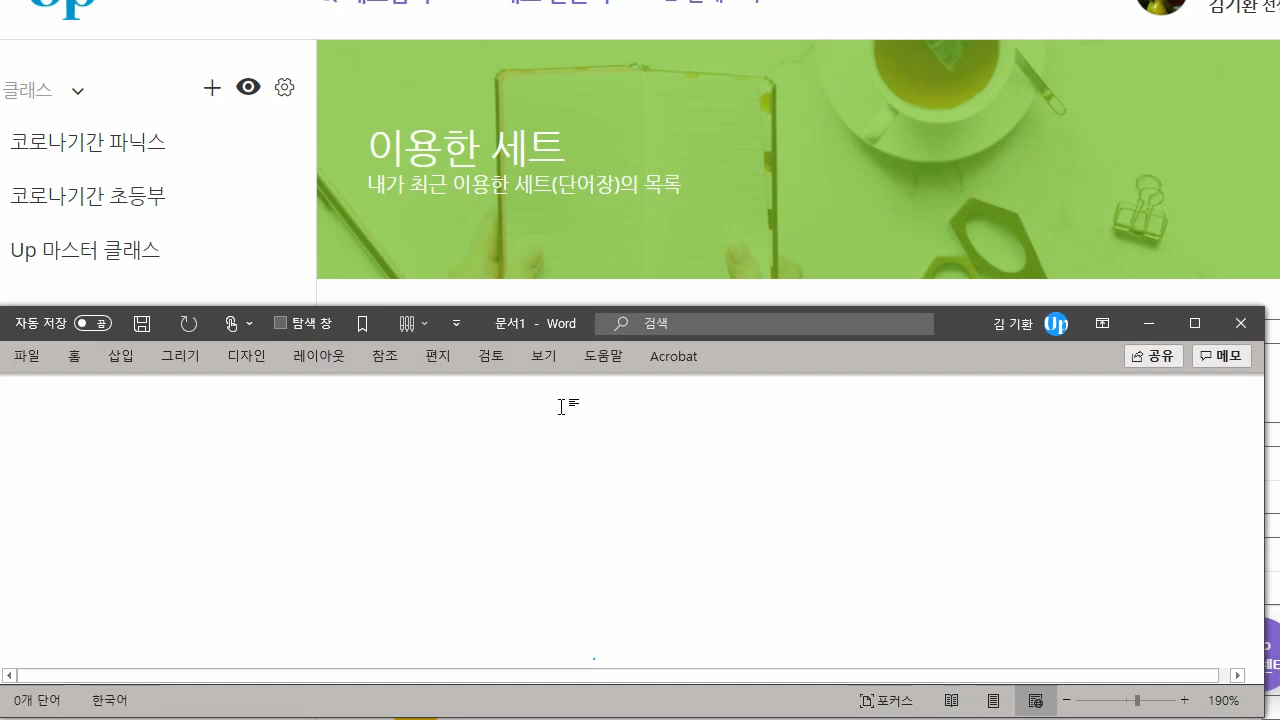 Up
김기환
클래스
코로나기간 파닉스
코로나기간 초등부
Up 마스터 클래스
이용한 세트
내가 최근 이용한 세트(단어장)의 목록
자동 저장 끔 탐색 창 문서1 - Word 검색 김 기환 Up
파일 홈 삽입 그리기 디자인 레이아웃 참조 편지 검토 보기 도움말 Acrobat 공유 메모
0개 단어 한국어 포커스 190%